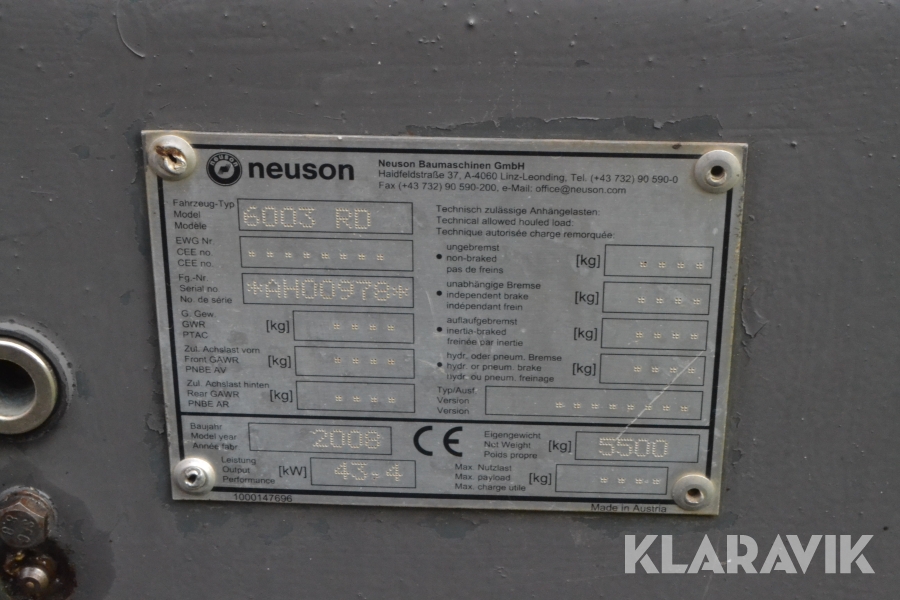 neuson
Neuson Baumaschinen GmbH
Haidfeldstraße 37, A-4060 Linz-Leonding, Tel. (+43 732) 90 590-0
Fax (+43 732) 90 590-200, e-Mail: office@neuson.com
Fahrzeug-Typ
Model
Modele
6003 RD
EWG Nr
CEE no.
CEE no.
Fg.-Nr.
Serial no
No. de série
*AH00978*
G. Gew.
GWR
PTAC
[kg]
Zul. Achslast vorn
Front GAWR
PNBE AV
[kg]
Zul. Achslast hinten
Rear GAWR
PNBE AR
[kg]
Technisch zulässige Anhängelasten:
Technical allowed houled load:
Technique autorisée charge remorquée:
ungebremst
• non-braked
pas de freins
[kg]
unabhängige Bremse
• independent brake
indépendant frein
[kg]
auflaufgebremst
• inertia-braked
freinée par inertie
[kg]
hydr. oder pneum. Bremse
• hydr. or pneum. brake
hydr. ou pneum. freinage
[kg]
Typ/Ausf.
Version
Version
Baujahr
Model year
Année fabr.
2008
CE
Leistung
Output
Performance
[kW]
43.4
Eigengewicht
Net Weight
Poids propre
[kg]
5500
Max. Nutzlast
Max. payload
Max. charge utile
[kg]
1000147696
Made in Austria
KLARAVIK